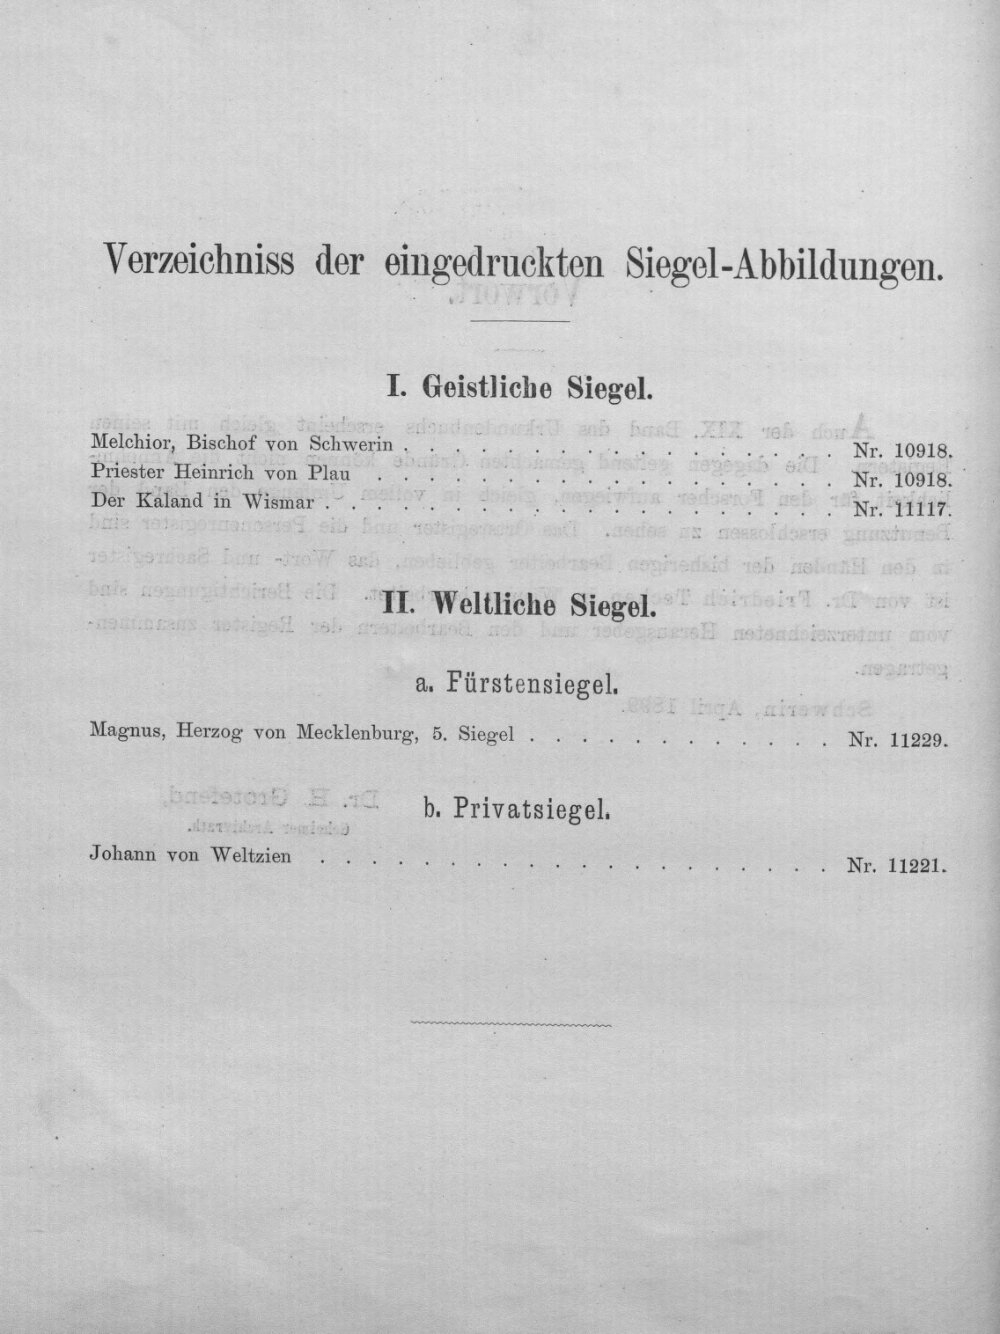 Verzeichniss der eingedruckten Siegel-Abbildungen.
I. Geistliche Siegel.
Melchior, Bischof von Schwerin . . . . . . . . . . . . . . . . . Nr. 10918.
Priester Heinrich von Plau . . . . . . . . . . . . . . . . . . Nr. 10918.
Der Kaland in Wismar . . . . . . . . . . . . . . . . . . . . Nr. 11117.
II. Weltliche Siegel.
a. Fürstensiegel.
Magnus, Herzog von Mecklenburg, 5. Siegel . . . . . . . . . . . . Nr. 11229.
b. Privatsiegel.
Johann von Weltzien . . . . . . . . . . . . . . . . . . . . Nr. 11221.